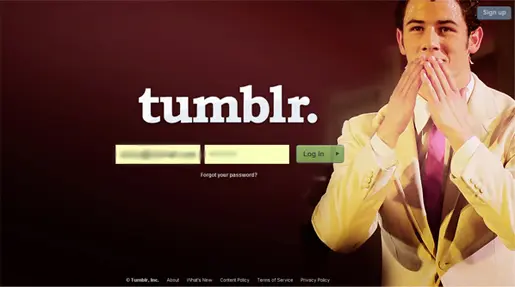 Sign up
tumblr.
Log in
Forgot your password?
© Tumblr, Inc. About What's New Content Policy Terms of Service Privacy Policy